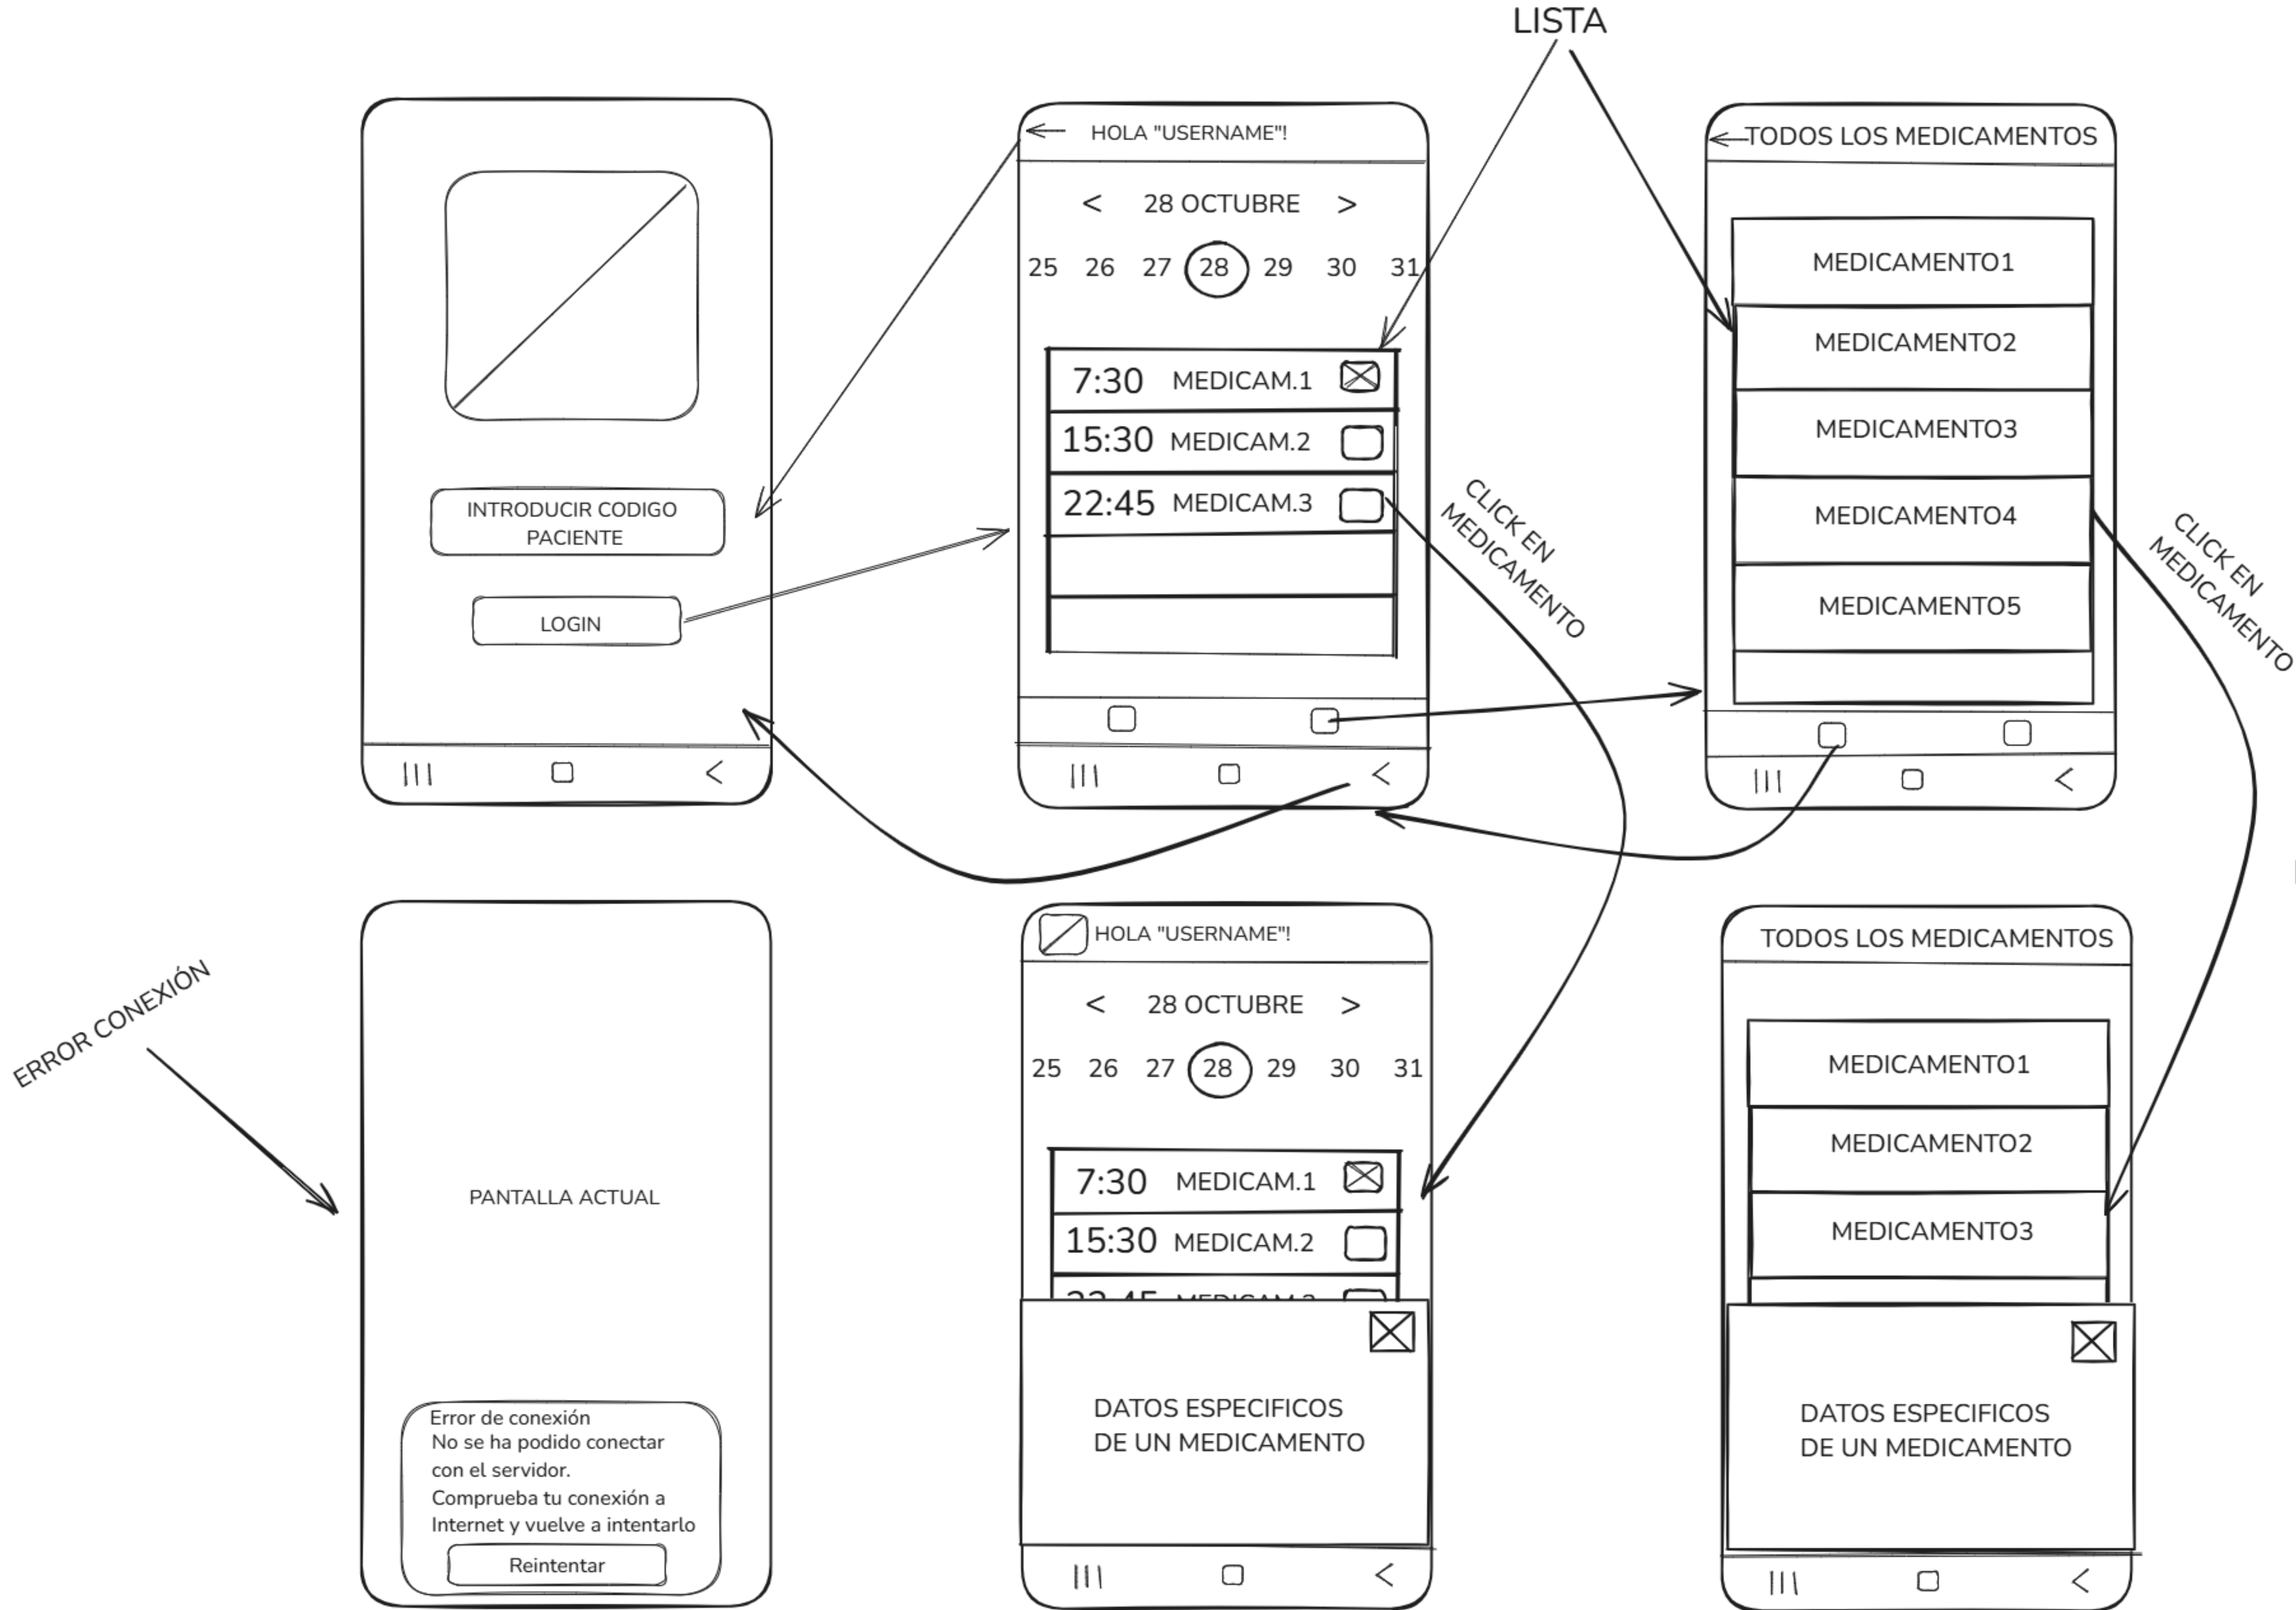 LISTA
INTRODUCIR CODIGO
PACIENTE
LOGIN
HOLA "USERNAME"!
< 28 OCTUBRE >
25 26 27 28 29 30 31
7:30 MEDICAM.1
15:30 MEDICAM.2
22:45 MEDICAM.3
CLICK EN
MEDICAMENTO
TODOS LOS MEDICAMENTOS
MEDICAMENTO1
MEDICAMENTO2
MEDICAMENTO3
MEDICAMENTO4
MEDICAMENTO5
CLICK EN
MEDICAMENTO
ERROR CONEXIÓN
PANTALLA ACTUAL
Error de conexión
No se ha podido conectar
con el servidor.
Comprueba tu conexión a
Internet y vuelve a intentarlo
Reintentar
HOLA "USERNAME"!
< 28 OCTUBRE >
25 26 27 28 29 30 31
7:30 MEDICAM.1
15:30 MEDICAM.2
22:45 MEDICAM.3
DATOS ESPECIFICOS
DE UN MEDICAMENTO
TODOS LOS MEDICAMENTOS
MEDICAMENTO1
MEDICAMENTO2
MEDICAMENTO3
DATOS ESPECIFICOS
DE UN MEDICAMENTO